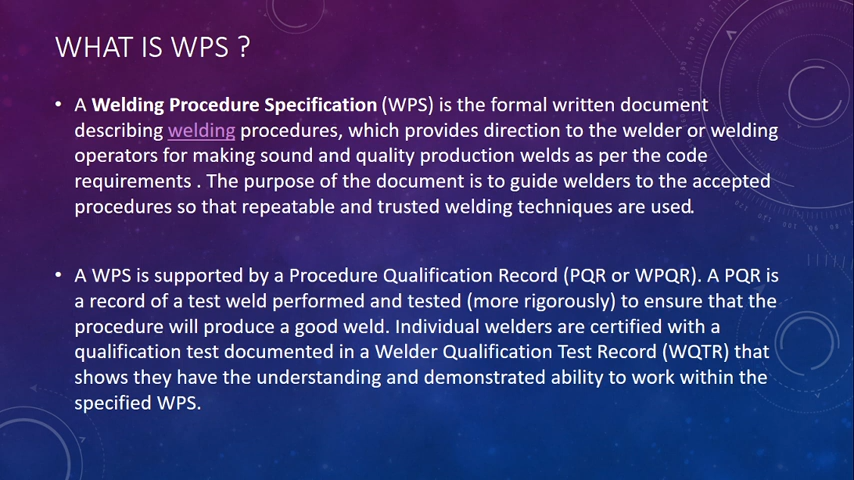 WHAT IS WPS ?
• A Welding Procedure Specification (WPS) is the formal written document
describing welding procedures, which provides direction to the welder or welding
operators for making sound and quality production welds as per the code
requirements . The purpose of the document is to guide welders to the accepted
procedures so that repeatable and trusted welding techniques are used.
• A WPS is supported by a Procedure Qualification Record (PQR or WPQR). A PQR is
a record of a test weld performed and tested (more rigorously) to ensure that the
procedure will produce a good weld. Individual welders are certified with a
qualification test documented in a Welder Qualification Test Record (WQTR) that
shows they have the understanding and demonstrated ability to work within the
specified WPS.